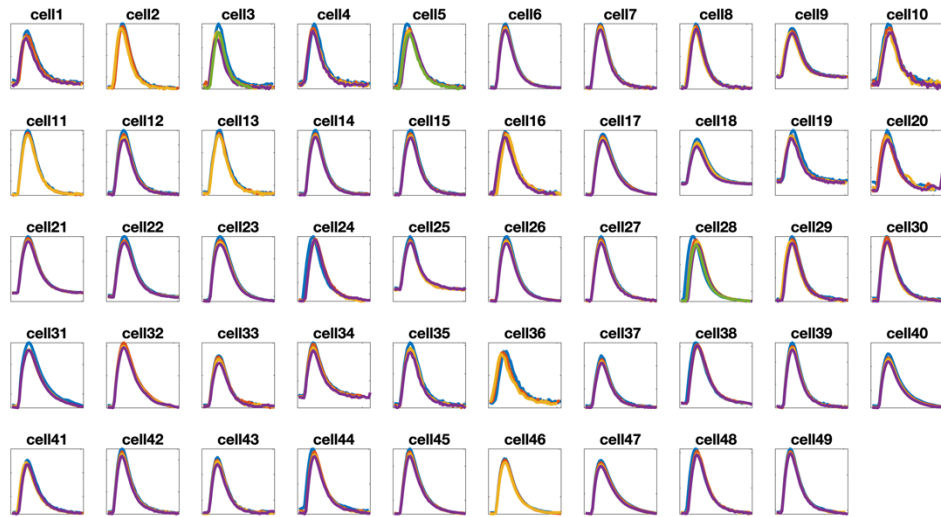 cell1 cell2 cell3 cell4 cell5 cell6 cell7 cell8 cell9 cell10
cell11 cell12 cell13 cell14 cell15 cell16 cell17 cell18 cell19 cell20
cell21 cell22 cell23 cell24 cell25 cell26 cell27 cell28 cell29 cell30
cell31 cell32 cell33 cell34 cell35 cell36 cell37 cell38 cell39 cell40
cell41 cell42 cell43 cell44 cell45 cell46 cell47 cell48 cell49